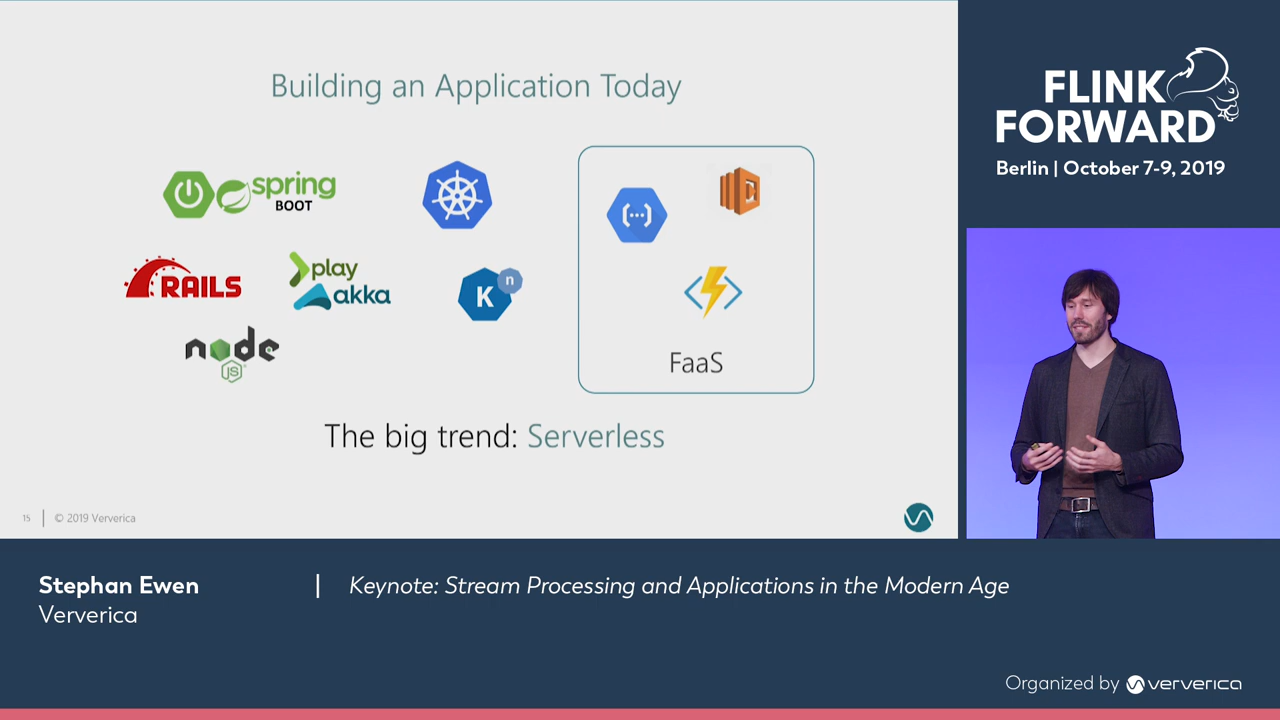 Building an Application Today
spring
BOOT
RAILS
play
akka
node
JS
K
n
FaaS
The big trend: Serverless
15 | © 2019 Ververica
FLINK
FORWARD
Berlin | October 7-9, 2019
Stephan Ewen | Keynote: Stream Processing and Applications in the Modern Age
Ververica
Organized by ververica